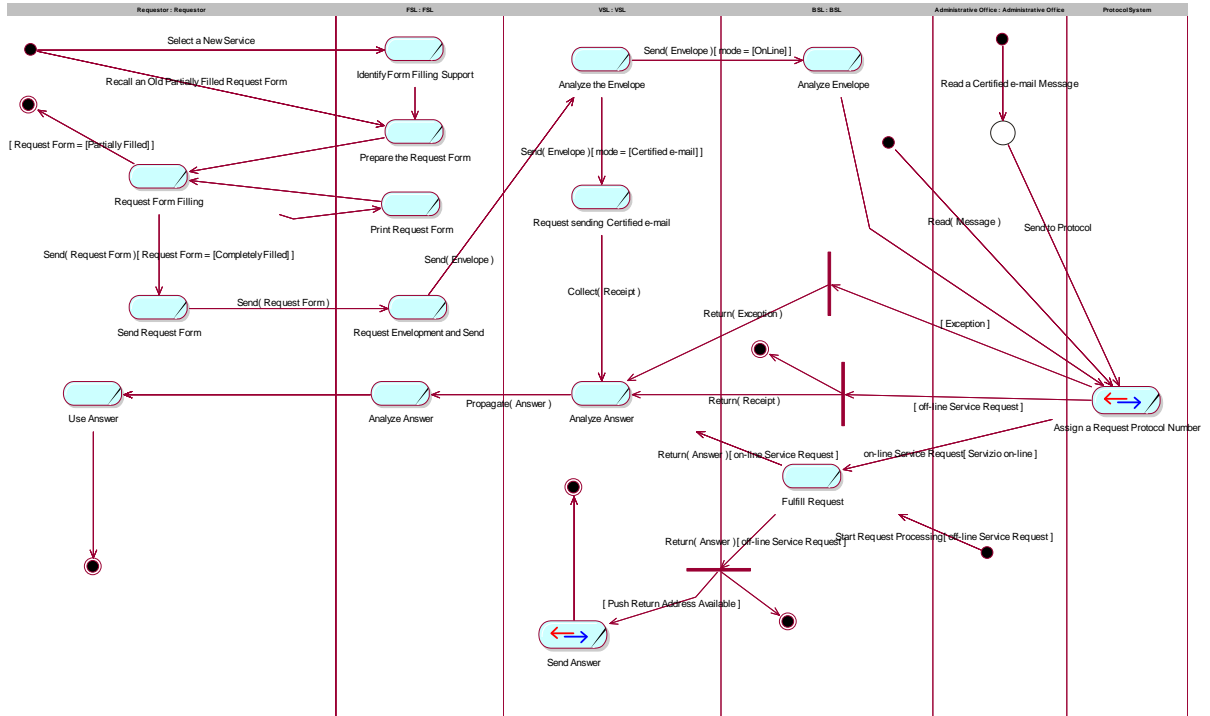 Requestor : Requestor
FSL : FSL
VSL : VSL
BSL : BSL
Administrative Office : Administrative Office
ProtocolSystem
Select a New Service
Identify Form Filling Support
Recall an Old Partially Filled Request Form
[ Request Form = [Partially Filled] ]
Prepare the Request Form
Request Form Filling
Print Request Form
Send( Request Form )[ Request Form = [Completely Filled] ]
Send( Envelope )
Send Request Form
Send( Request Form )
Request Envelopment and Send
Send( Envelope )[ mode = [OnLine] ]
Analyze the Envelope
Analyze Envelope
Send( Envelope )[ mode = [Certified e-mail] ]
Request sending Certified e-mail
Collect( Receipt )
Read a Certified e-mail Message
Read( Message )
Send to Protocol
Return( Exception )
[ Exception ]
Use Answer
Analyze Answer
Propagate( Answer )
Analyze Answer
Return( Receipt )
[ off-line Service Request ]
Assign a Request Protocol Number
Return( Answer )[ on-line Service Request ]
on-line Service Request[ Servizio on-line ]
Fulfill Request
Return( Answer )[ off-line Service Request ]
Start Request Processing[ off-line Service Request ]
[ Push Return Address Available ]
Send Answer